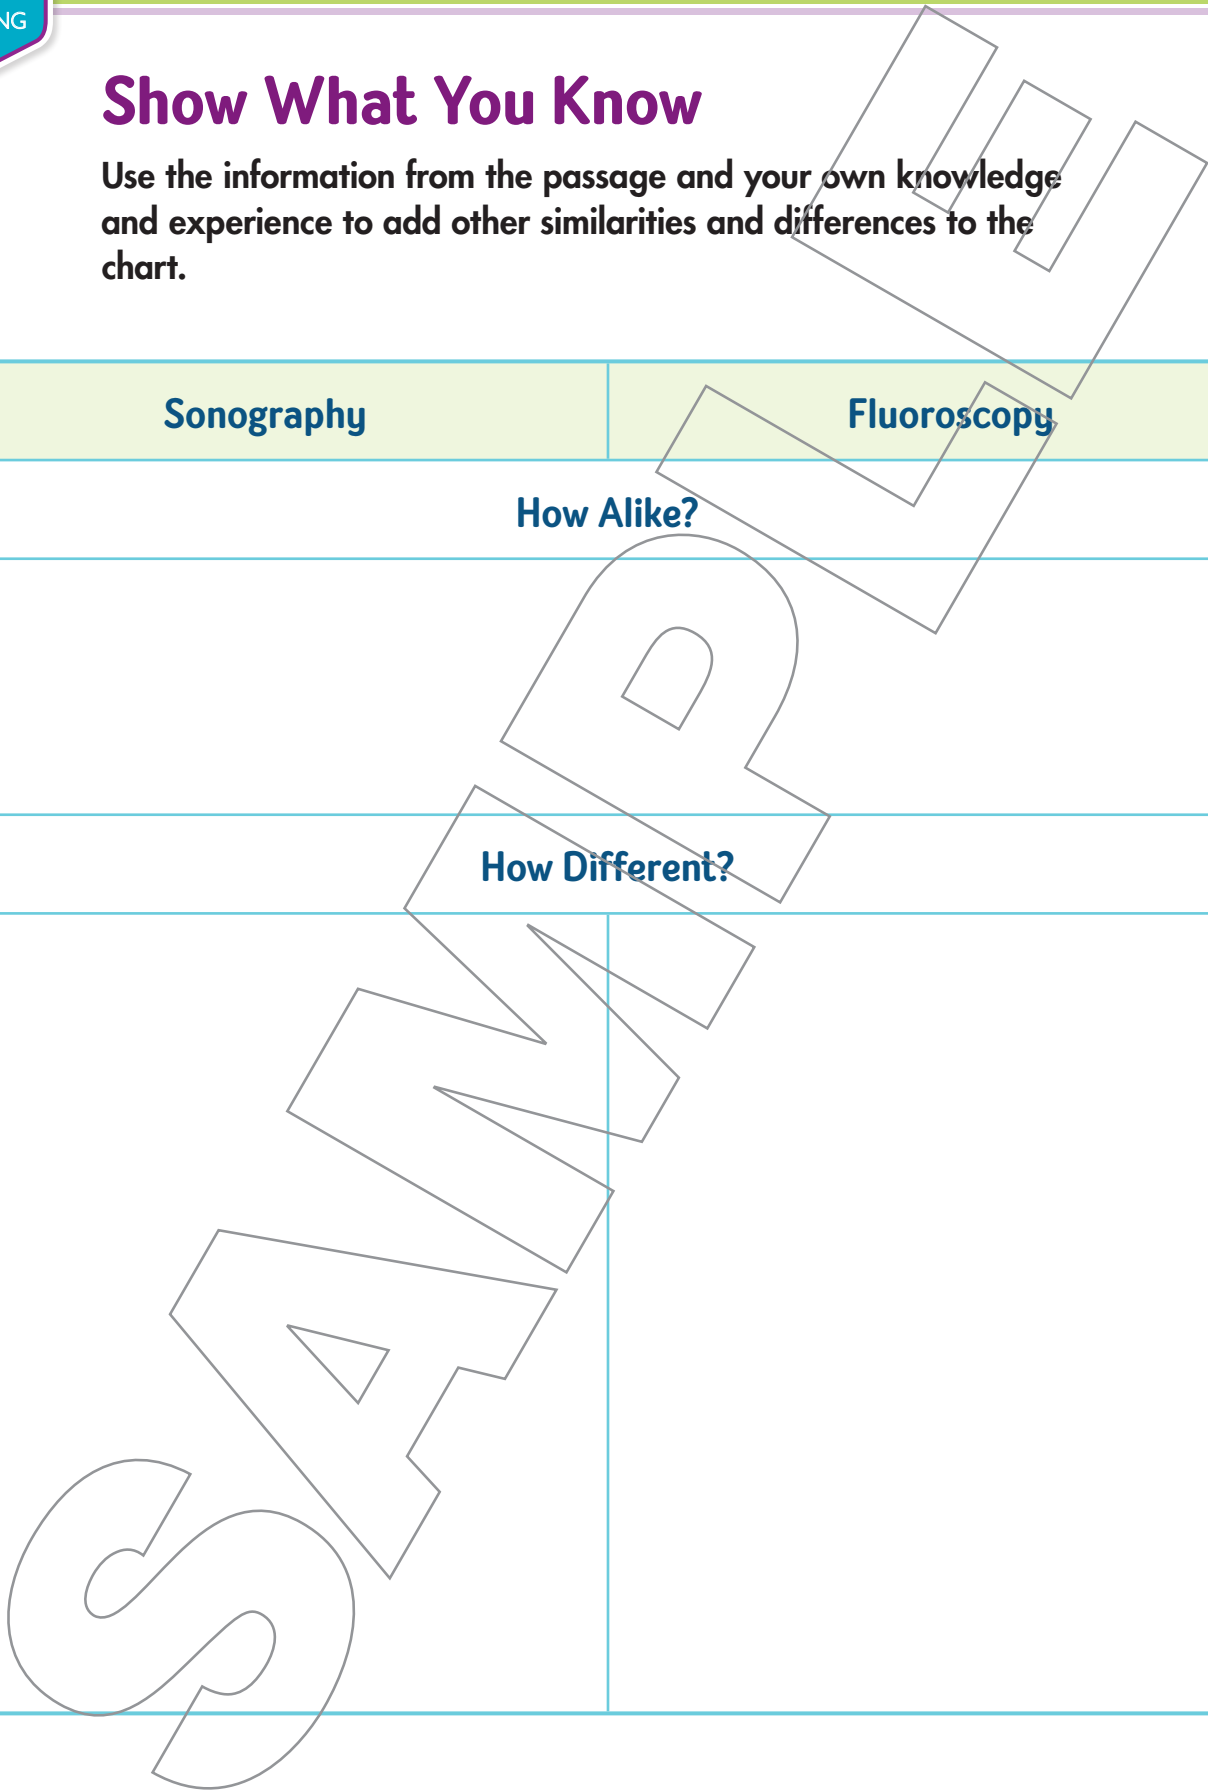 NG
Show What You Know
Use the information from the passage and your own knowledge
and experience to add other similarities and differences to the
chart.
Sonography Fluoroscopy
How Alike?
How Different?
SAMPLE